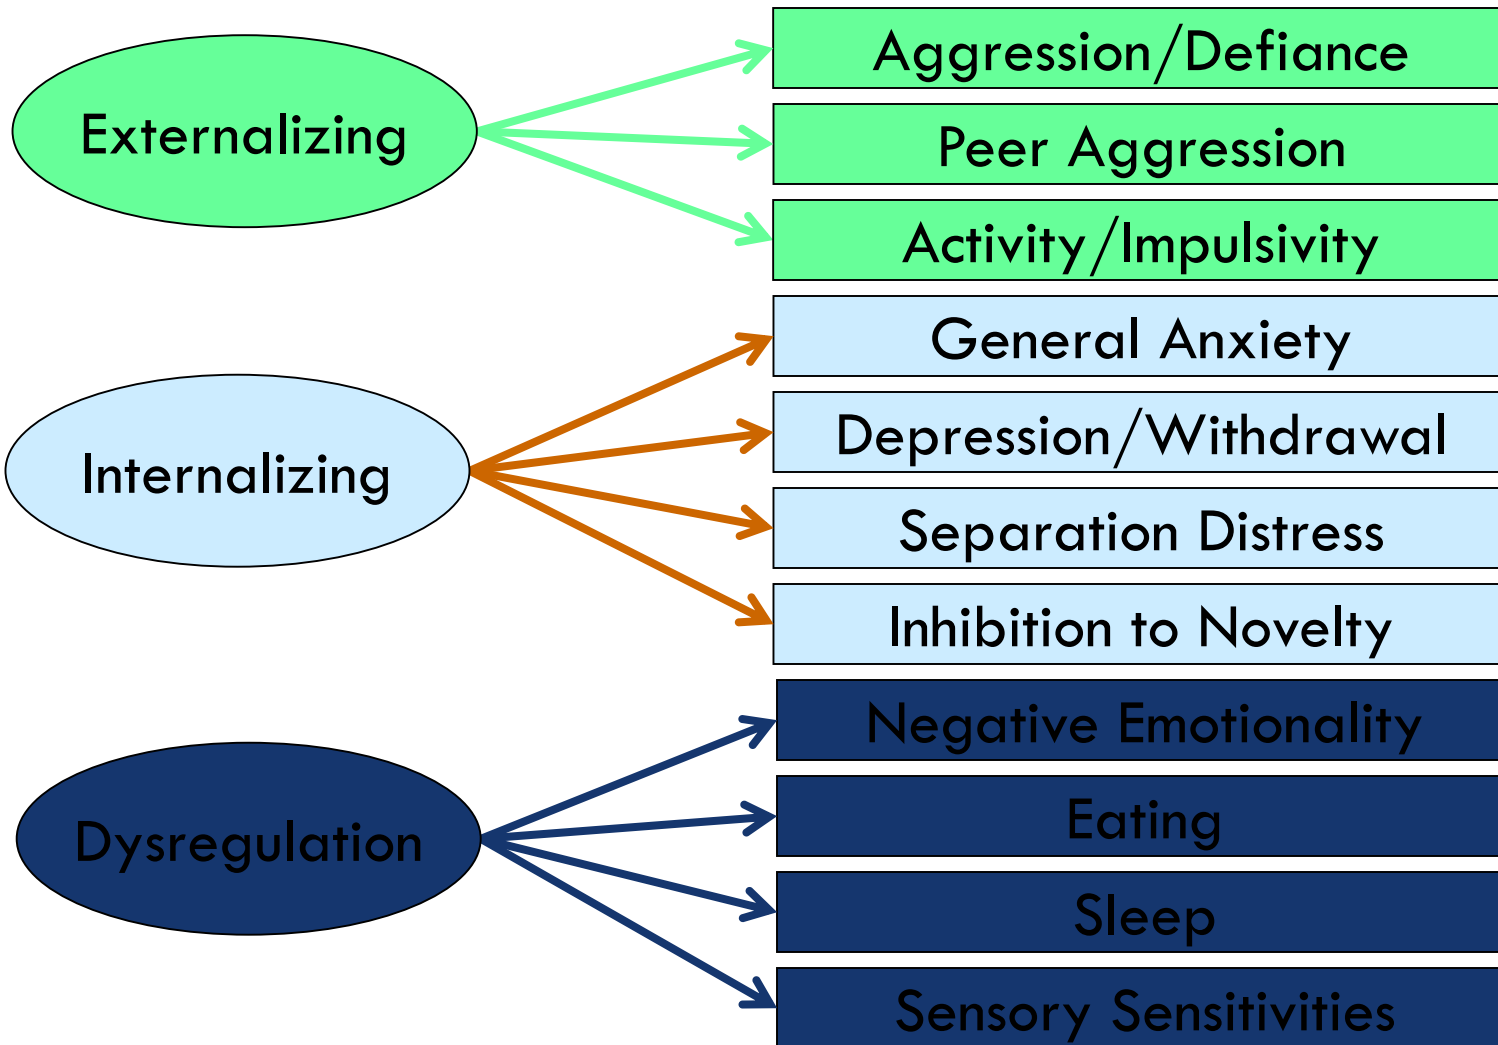 Externalizing
Aggression/Defiance
Peer Aggression
Activity/Impulsivity
Internalizing
General Anxiety
Depression/Withdrawal
Separation Distress
Inhibition to Novelty
Dysregulation
Negative Emotionality
Eating
Sleep
Sensory Sensitivities